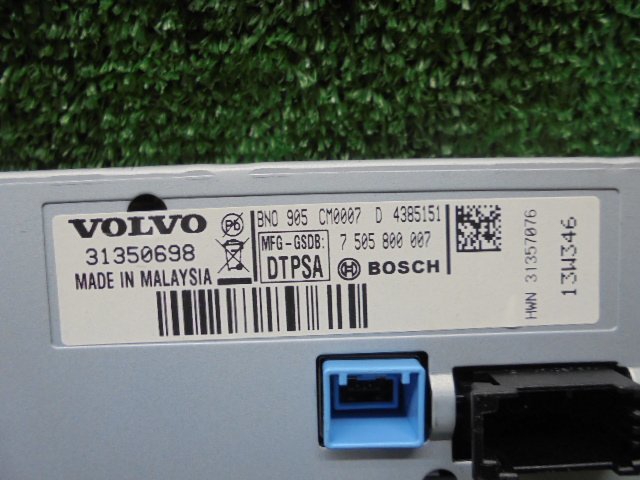 VOLVO
31350698
MADE IN MALAYSIA
Pb
BNO 905 CM0007 D 4385151
MFG-GSDB:
DTPSA
7 505 800 007
BOSCH
HWN 31357076
13W346